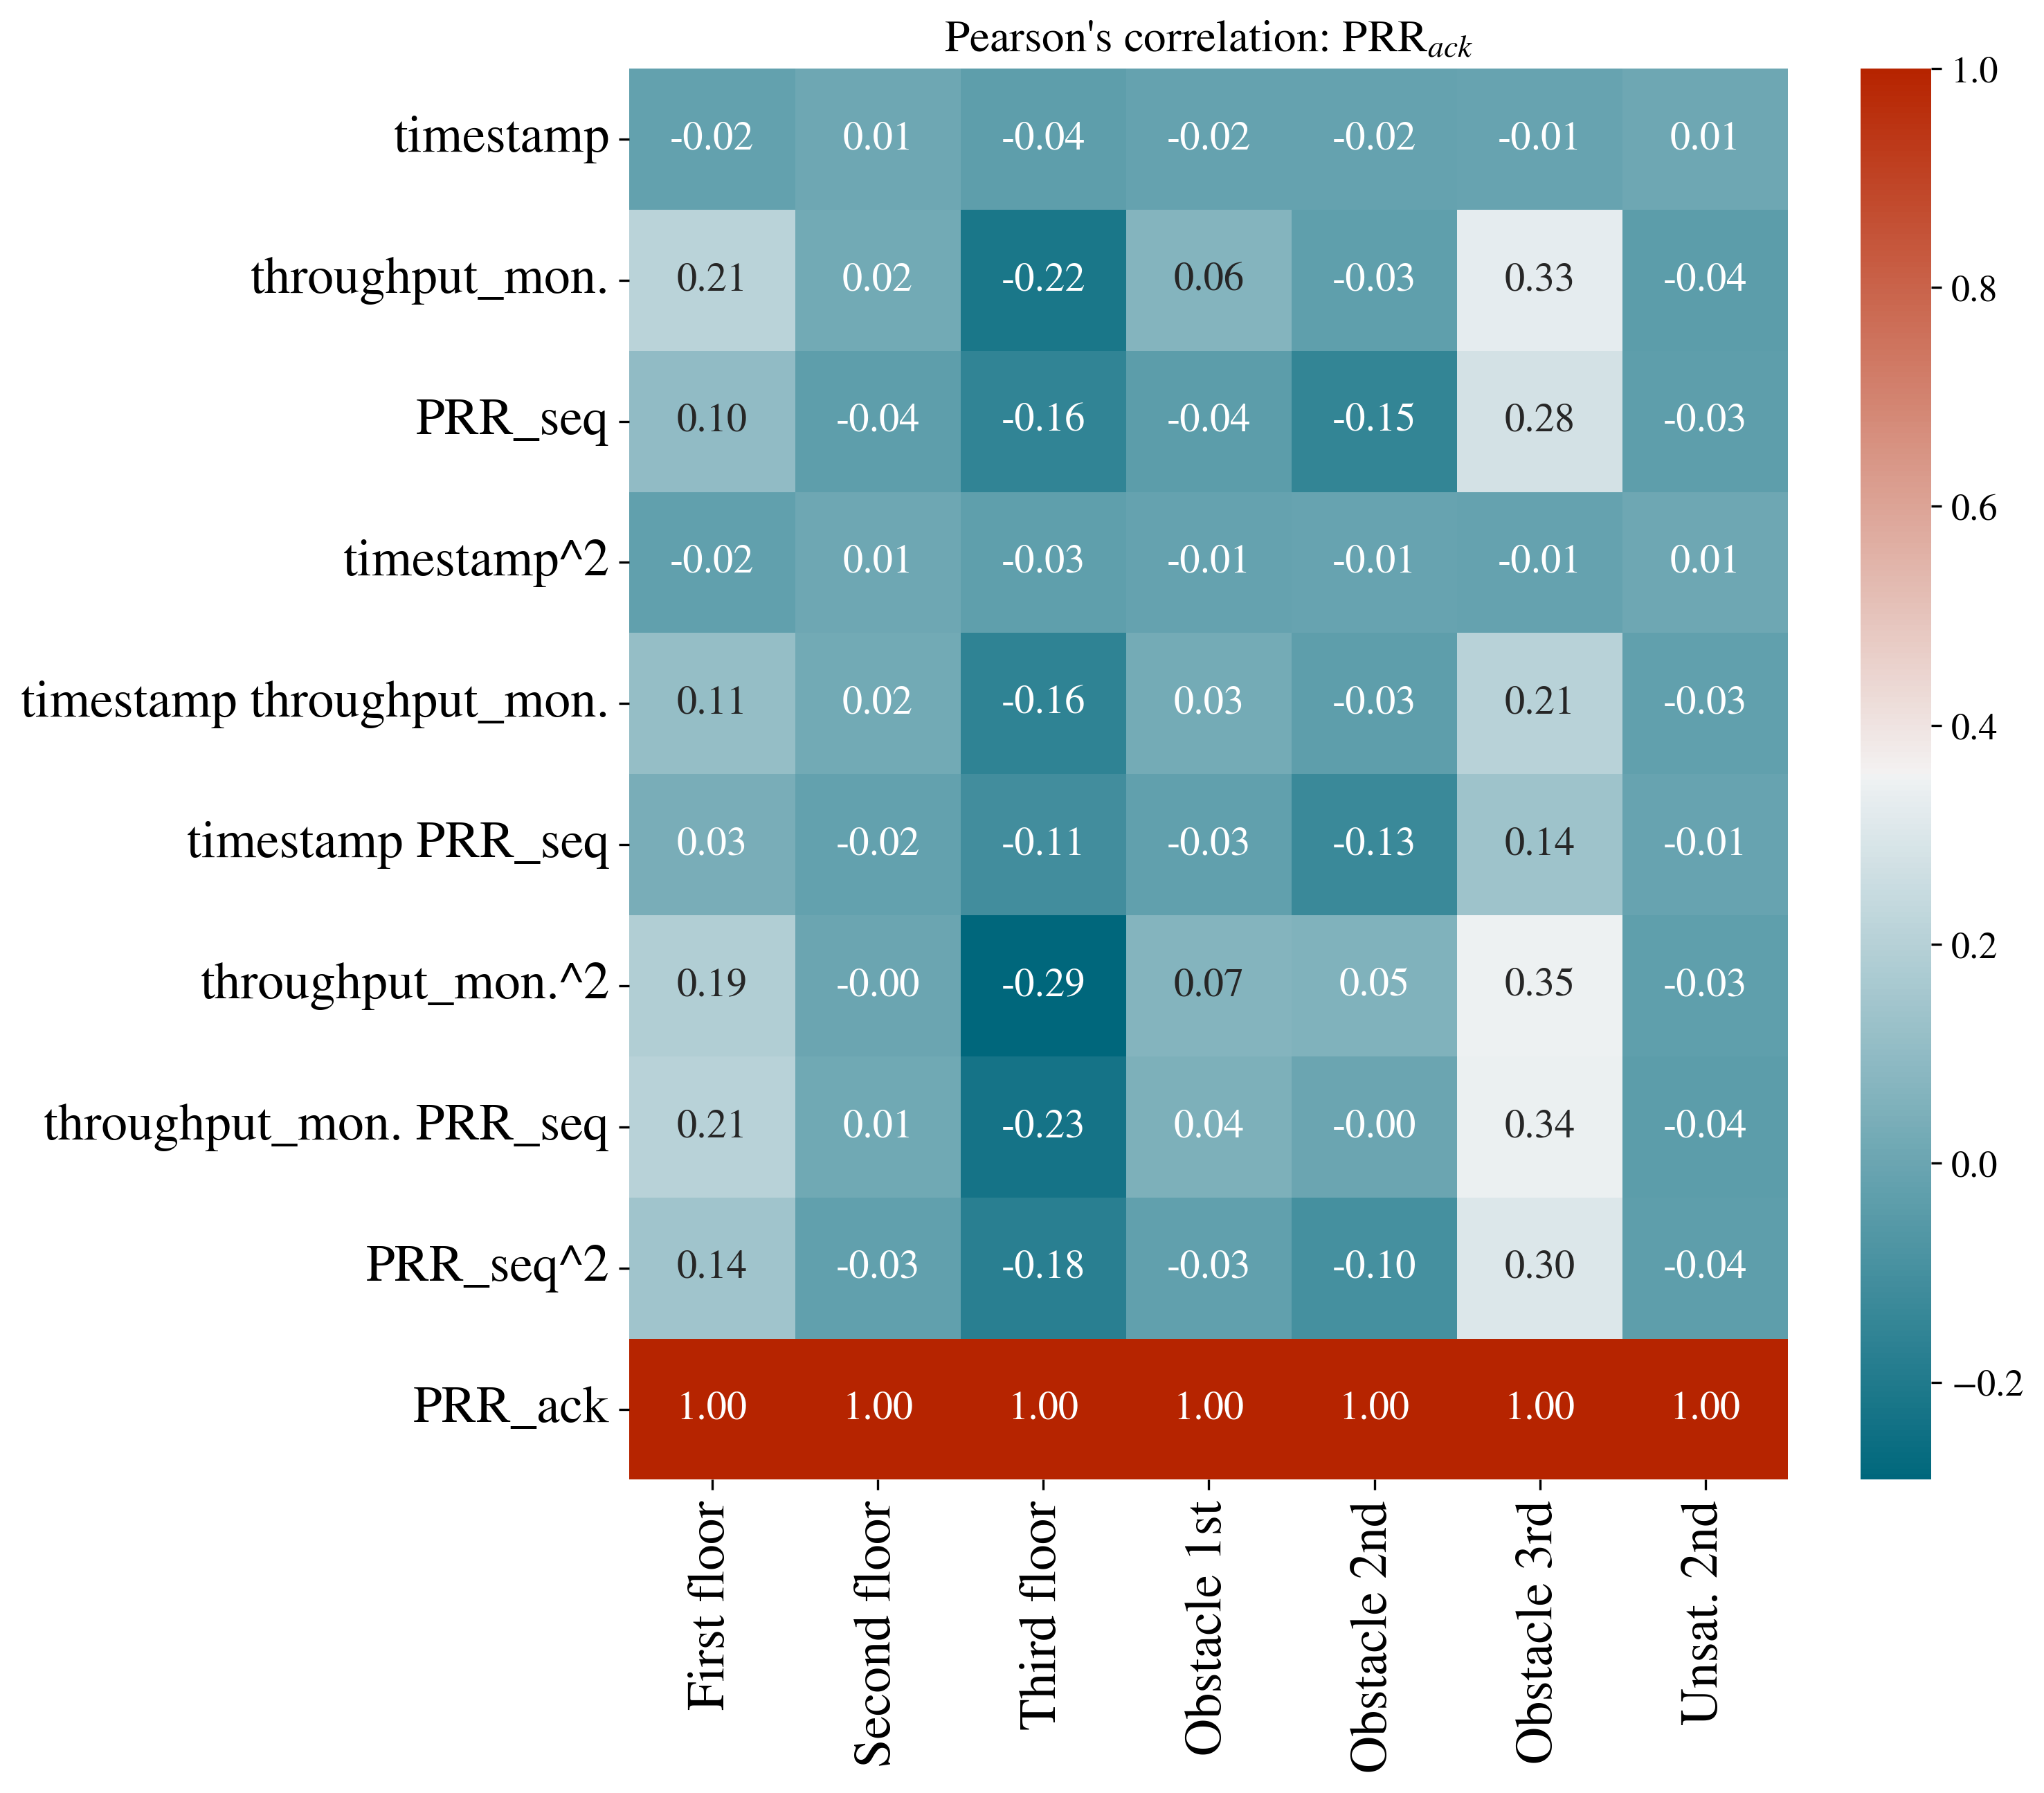 Pearson's correlation: PRR_ack
timestamp -0.02 0.01 -0.04 -0.02 -0.02 -0.01 0.01
throughput_mon. 0.21 0.02 -0.22 0.06 -0.03 0.33 -0.04
PRR_seq 0.10 -0.04 -0.16 -0.04 -0.15 0.28 -0.03
timestamp^2 -0.02 0.01 -0.03 -0.01 -0.01 -0.01 0.01
timestamp throughput_mon. 0.11 0.02 -0.16 0.03 -0.03 0.21 -0.03
timestamp PRR_seq 0.03 -0.02 -0.11 -0.03 -0.13 0.14 -0.01
throughput_mon.^2 0.19 -0.00 -0.29 0.07 0.05 0.35 -0.03
throughput_mon. PRR_seq 0.21 0.01 -0.23 0.04 -0.00 0.34 -0.04
PRR_seq^2 0.14 -0.03 -0.18 -0.03 -0.10 0.30 -0.04
PRR_ack 1.00 1.00 1.00 1.00 1.00 1.00 1.00
First floor
Second floor
Third floor
Obstacle 1st
Obstacle 2nd
Obstacle 3rd
Unsat. 2nd
1.0
0.8
0.6
0.4
0.2
0.0
−0.2